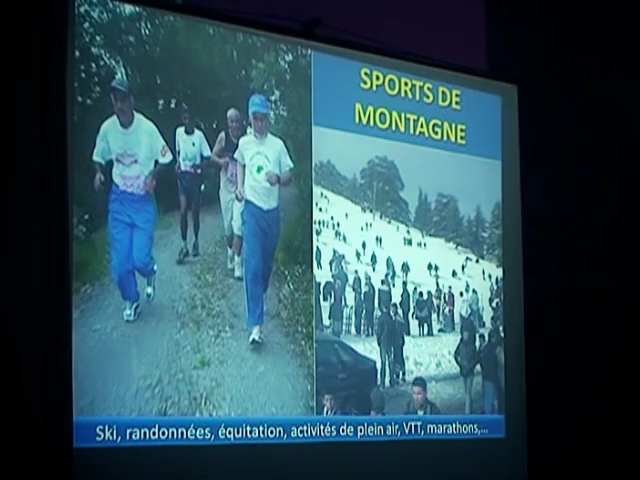 SPORTS DE
MONTAGNE
Ski, randonnées, équitation, activités de plein air, VTT, marathons,...